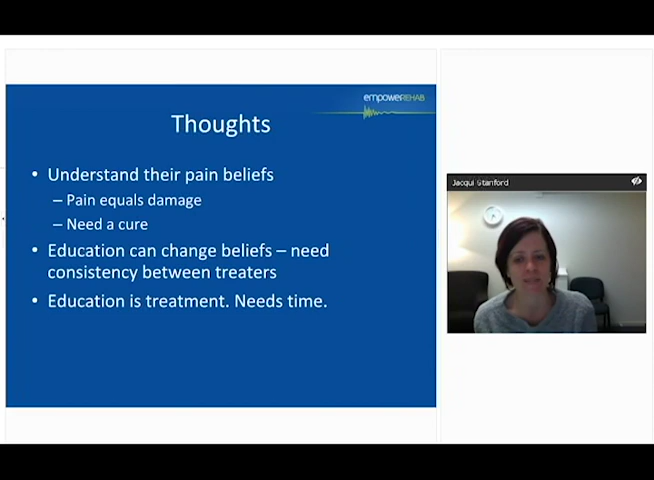 empowerREHAB
Thoughts
• Understand their pain beliefs
– Pain equals damage
– Need a cure
• Education can change beliefs – need
consistency between treaters
• Education is treatment. Needs time.
Jacqui Stanford